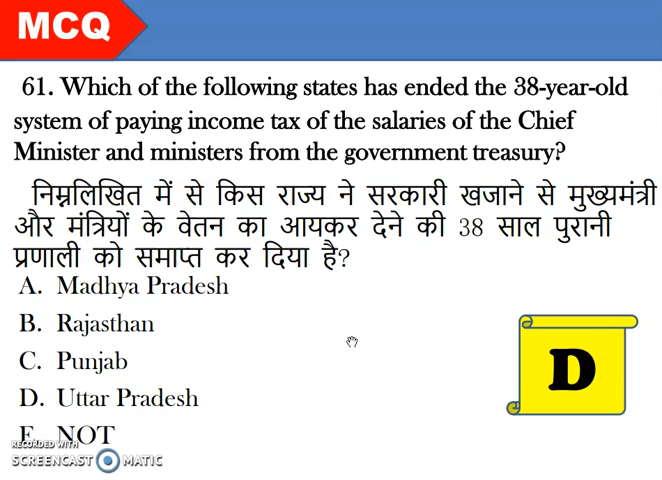 MCQ
61. Which of the following states has ended the 38-year-old
system of paying income tax of the salaries of the Chief
Minister and ministers from the government treasury?
निम्नलिखित में से किस राज्य ने सरकारी खजाने से मुख्यमंत्री
और मंत्रियों के वेतन का आयकर देने की 38 साल पुरानी
प्रणाली को समाप्त कर दिया है?
A. Madhya Pradesh
B. Rajasthan
C. Punjab
D. Uttar Pradesh
E. NOT
D
RECORDED WITH
SCREENCAST MATIC